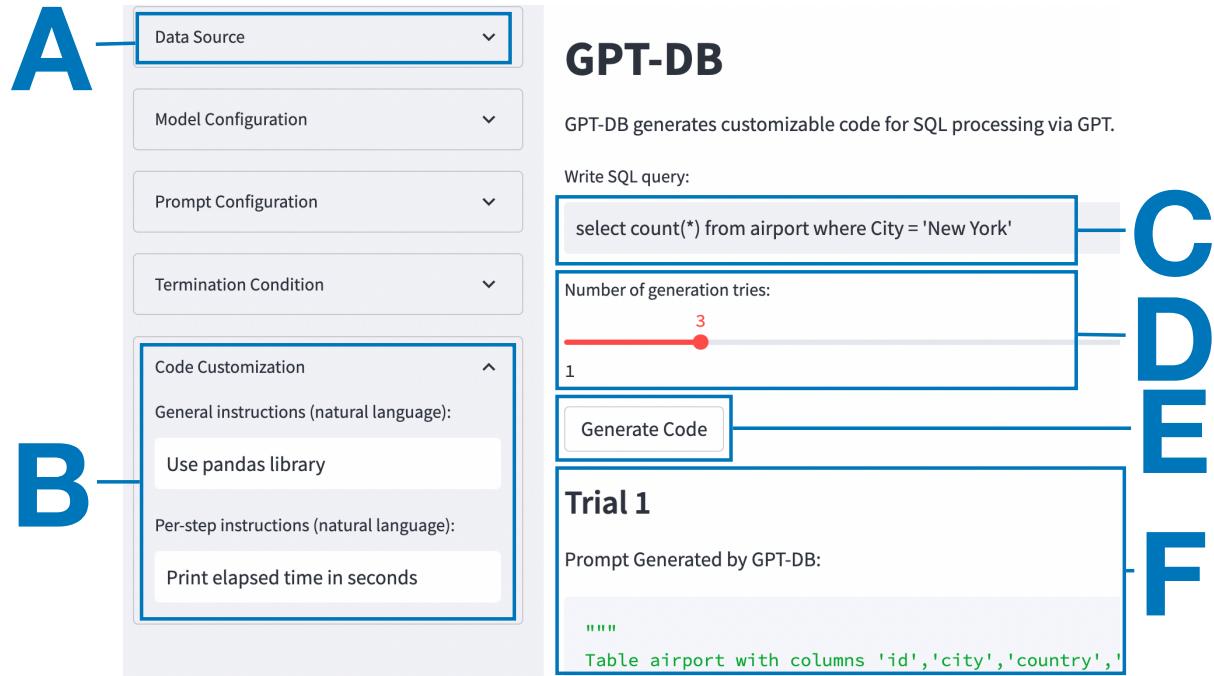 A
Data Source
Model Configuration
Prompt Configuration
Termination Condition
B
Code Customization
General instructions (natural language):
Use pandas library
Per-step instructions (natural language):
Print elapsed time in seconds
GPT-DB
GPT-DB generates customizable code for SQL processing via GPT.
Write SQL query:
select count(*) from airport where City = 'New York'
C
Number of generation tries:
3
1
D
Generate Code
E
Trial 1
Prompt Generated by GPT-DB:
"""
Table airport with columns 'id','city','country','
F